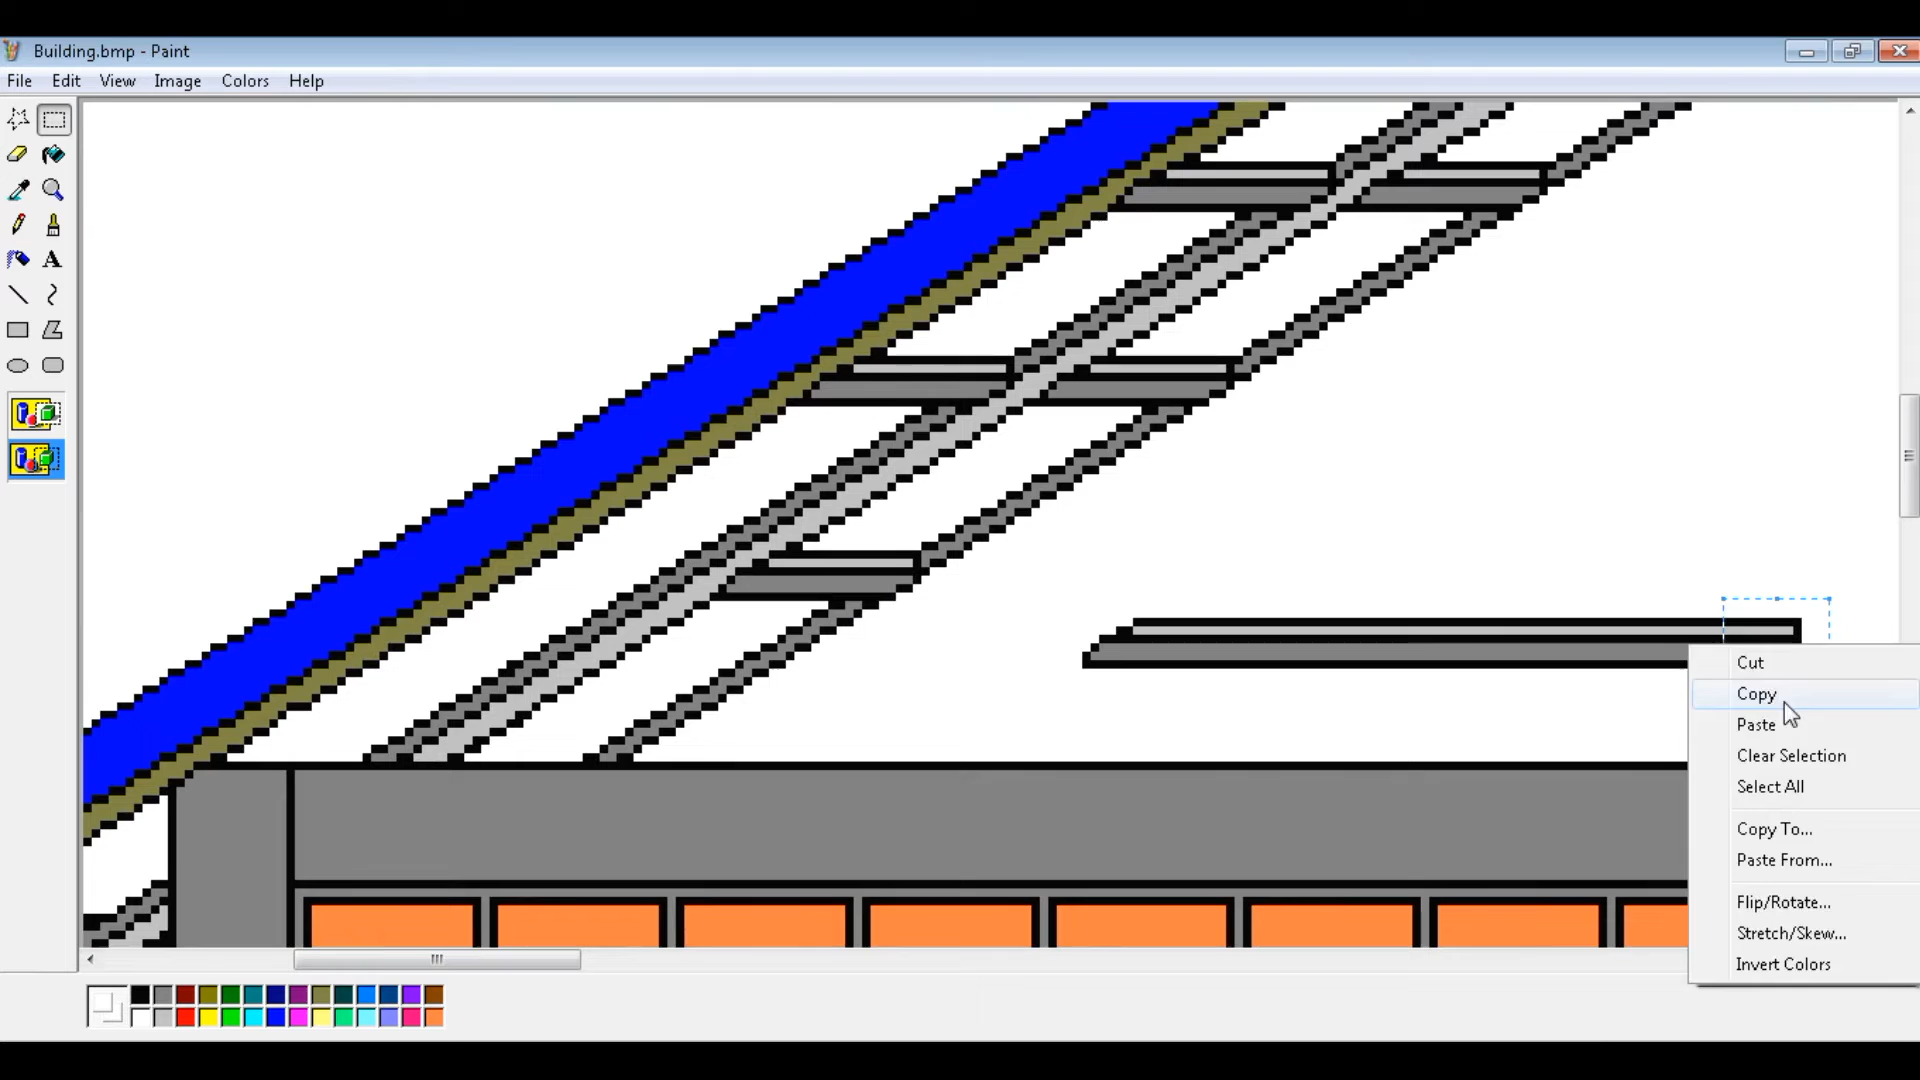 Building.bmp - Paint
File Edit View Image Colors Help
A
Cut
Copy
Paste
Clear Selection
Select All
Copy To...
Paste From...
Flip/Rotate...
Stretch/Skew...
Invert Colors